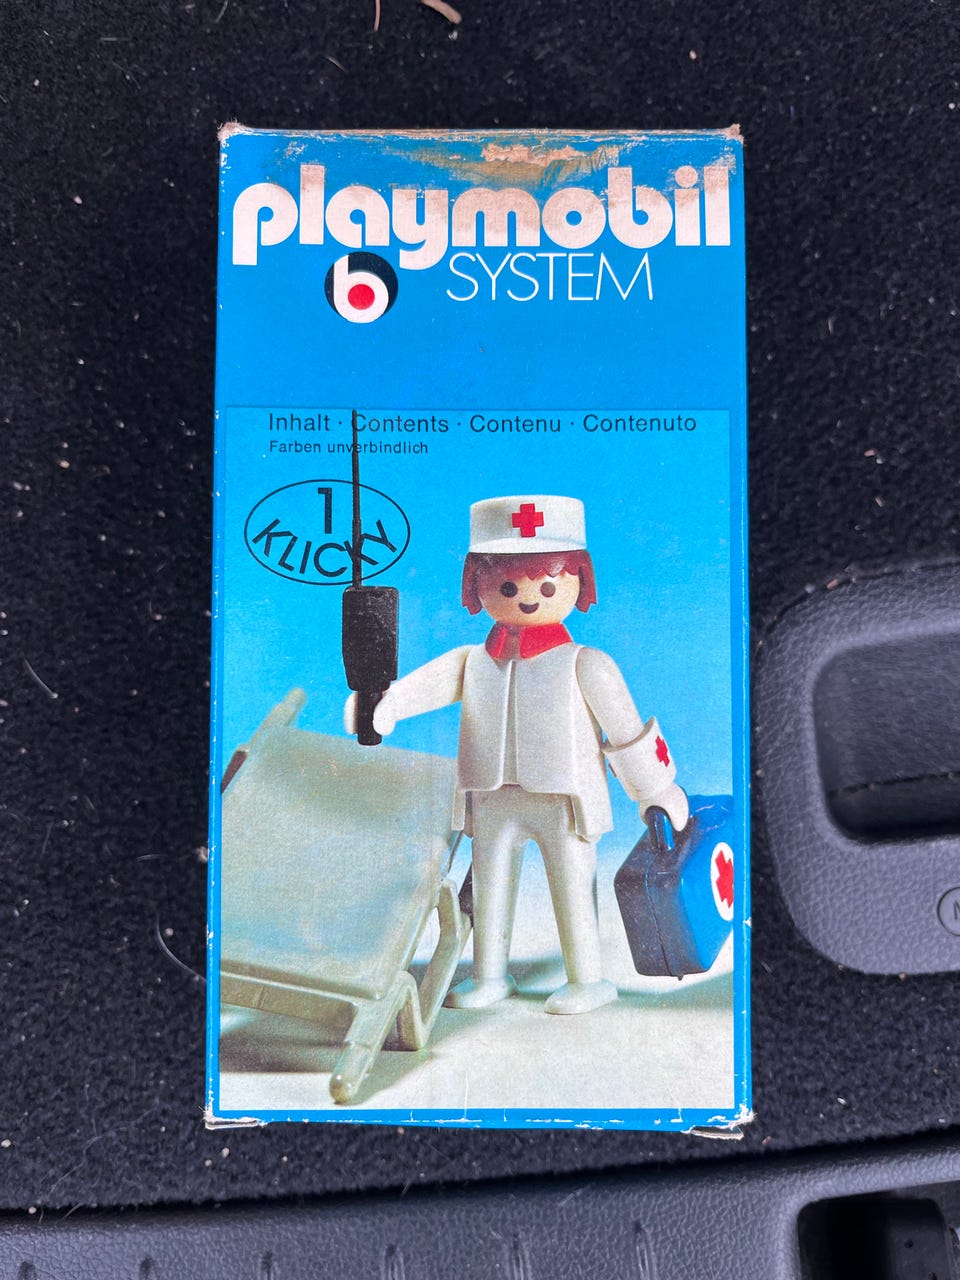 playmobil
b SYSTEM
Inhalt · Contents · Contenu · Contenuto
Farben unverbindlich
1
KLICKY